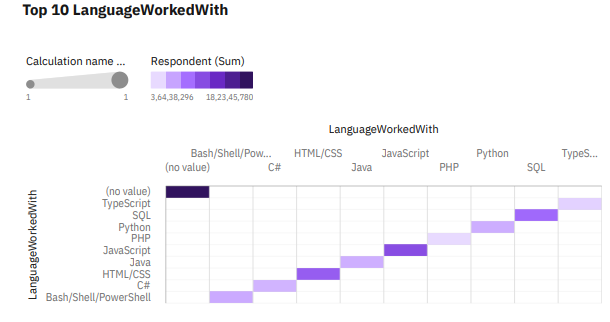 Top 10 LanguageWorkedWith
Calculation name ... Respondent (Sum)
1 1 3,64,38,296 18,23,45,780
LanguageWorkedWith
Bash/Shell/Pow... HTML/CSS JavaScript Python TypeS...
(no value) C# Java PHP SQL
LanguageWorkedWith
(no value)
TypeScript
SQL
Python
PHP
JavaScript
Java
HTML/CSS
C#
Bash/Shell/PowerShell